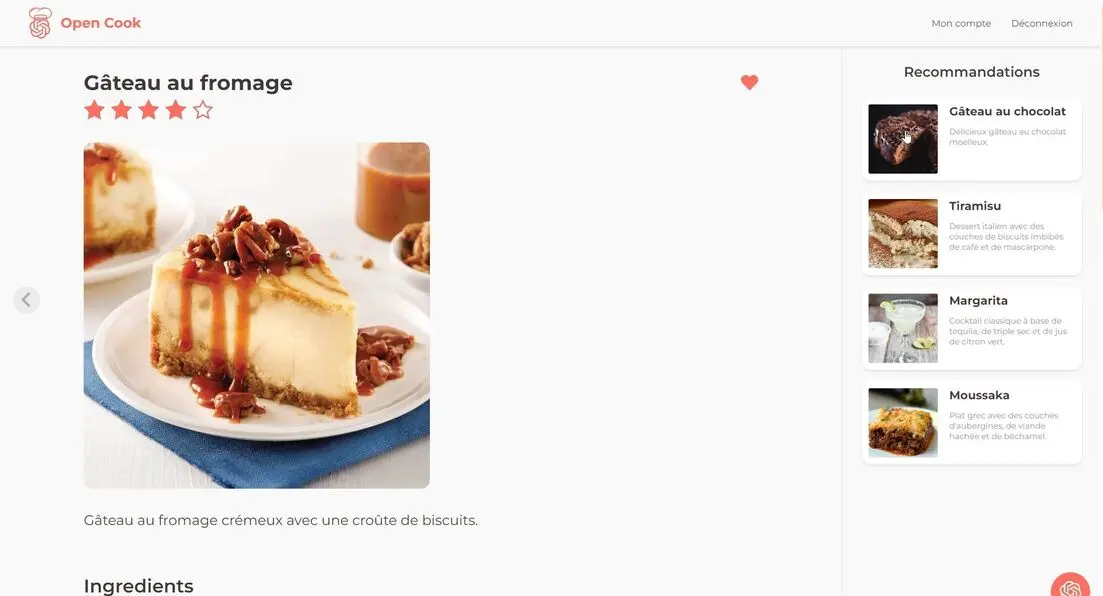 Open Cook
Mon compte
Déconnexion
Gâteau au fromage
Gâteau au fromage crémeux avec une croûte de biscuits.
Ingredients
Recommandations
Gâteau au chocolat
Délicieux gâteau au chocolat
moelleux.
Tiramisu
Dessert italien avec des
couches de biscuits imbibés
de café et de mascarpone.
Margarita
Cocktail classique à base de
tequila, de triple sec et de jus
de citron vert.
Moussaka
Plat grec avec des couches
d'aubergines, de viande
hachée et de béchamel.